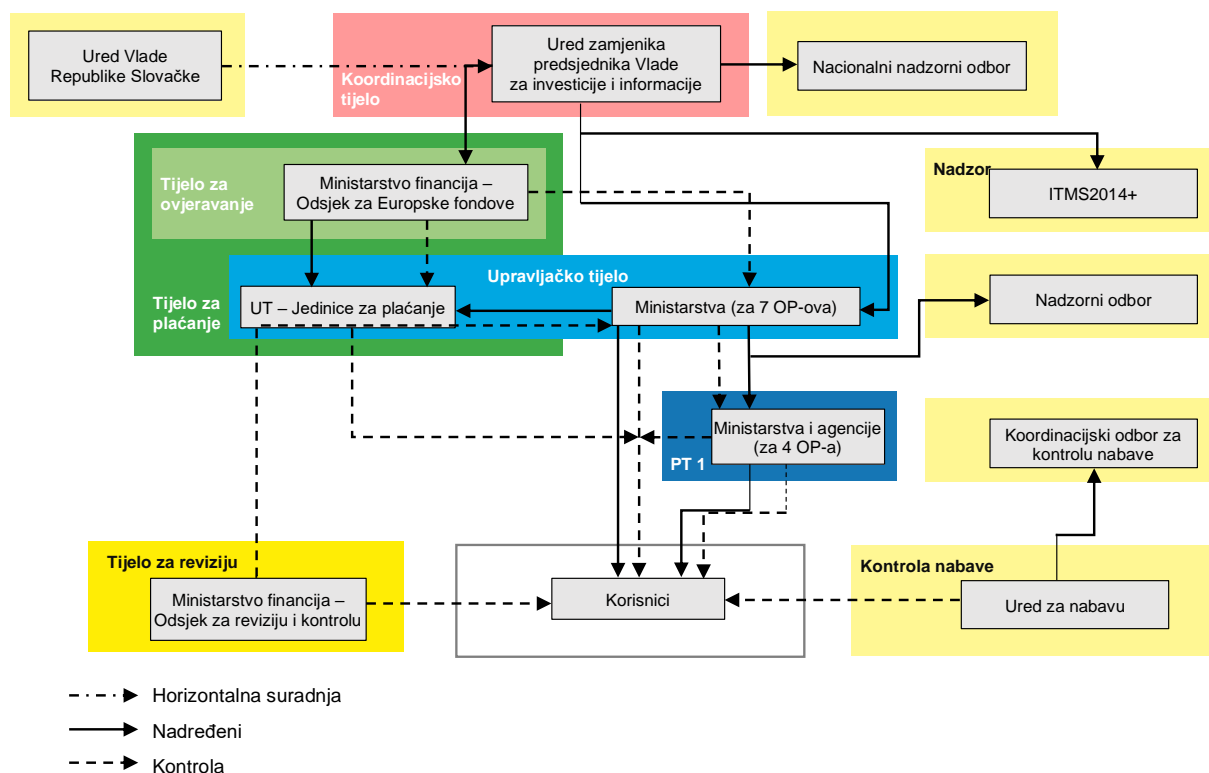 Ured Vlade
Republike Slovačke
Koordinacijsko
tijelo
Ured zamjenika
predsjednika Vlade
za investicije i informacije
Nacionalni nadzorni odbor
Tijelo za
ovjeravanje
Ministarstvo financija –
Odsjek za Europske fondove
Nadzor
ITMS2014+
Upravljačko tijelo
Tijelo za
plaćanje
UT – Jedinice za plaćanje
Ministarstva (za 7 OP-ova)
Nadzorni odbor
Ministarstva i agencije
(za 4 OP-a)
PT 1
Koordinacijski odbor za
kontrolu nabave
Tijelo za reviziju
Ministarstvo financija –
Odsjek za reviziju i kontrolu
Korisnici
Kontrola nabave
Ured za nabavu
Horizontalna suradnja
Nadređeni
Kontrola